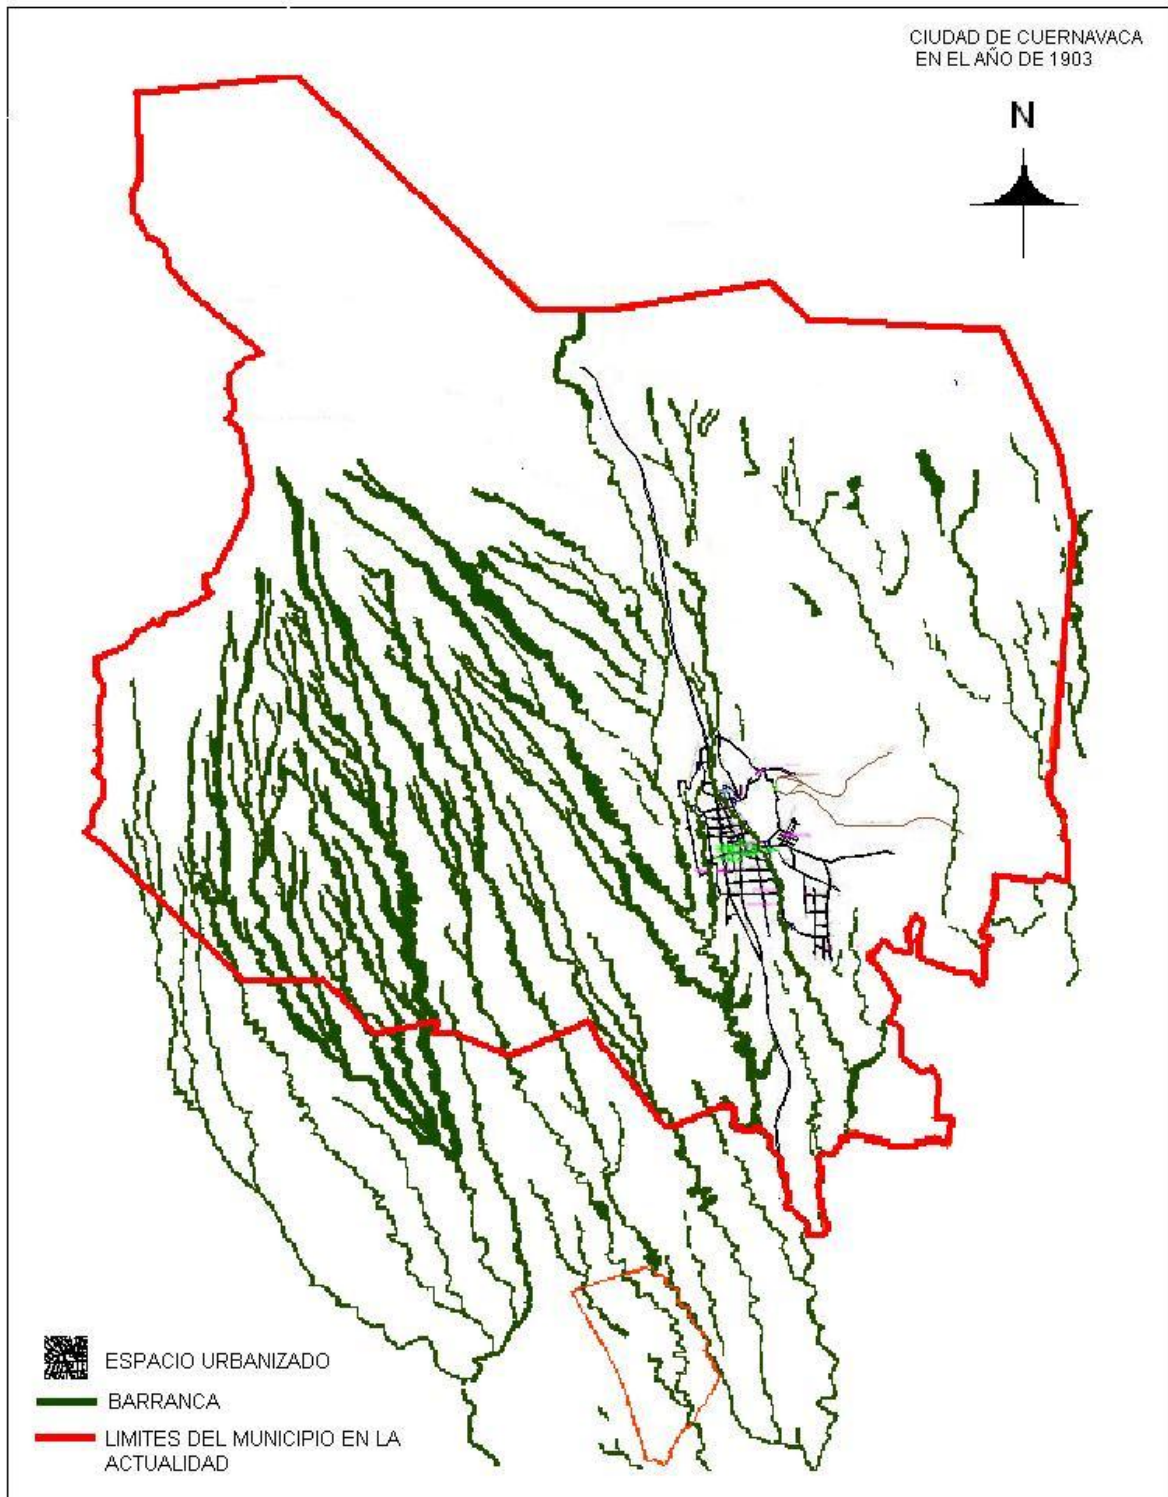 CIUDAD DE CUERNAVACA
EN EL AÑO DE 1903
N
ESPACIO URBANIZADO
BARRANCA
LIMITES DEL MUNICIPIO EN LA
ACTUALIDAD